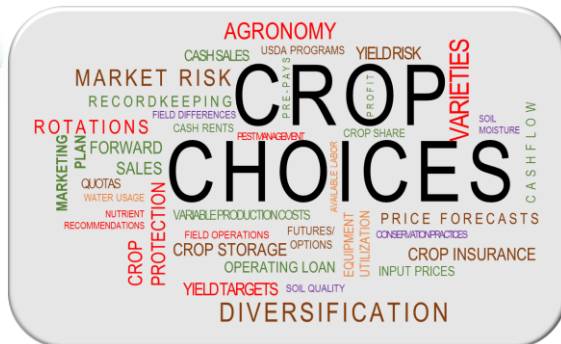 AGRONOMY
CASH SALES
USDA PROGRAMS
YIELD RISK
MARKET RISK
CROP
PRE-PAYS
PROFIT
VARIETIES
RECORDKEEPING
FIELD DIFFERENCES
ROTATIONS
CASH RENTS
PEST MANAGEMENT
CROP SHARE
SOIL
MOISTURE
CASHFLOW
MARKETING
PLAN
FORWARD
SALES
CHOICES
AVAILABLE LABOR
QUOTAS
WATER USAGE
NUTRIENT
RECOMMENDATIONS
VARIABLE PRODUCTION COSTS
PRICE FORECASTS
CROP
PROTECTION
FIELD OPERATIONS
FUTURES/
OPTIONS
EQUIPMENT
UTILIZATION
CONSERVATION PRACTICES
CROP STORAGE
CROP INSURANCE
OPERATING LOAN
INPUT PRICES
YIELD TARGETS
SOIL QUALITY
DIVERSIFICATION